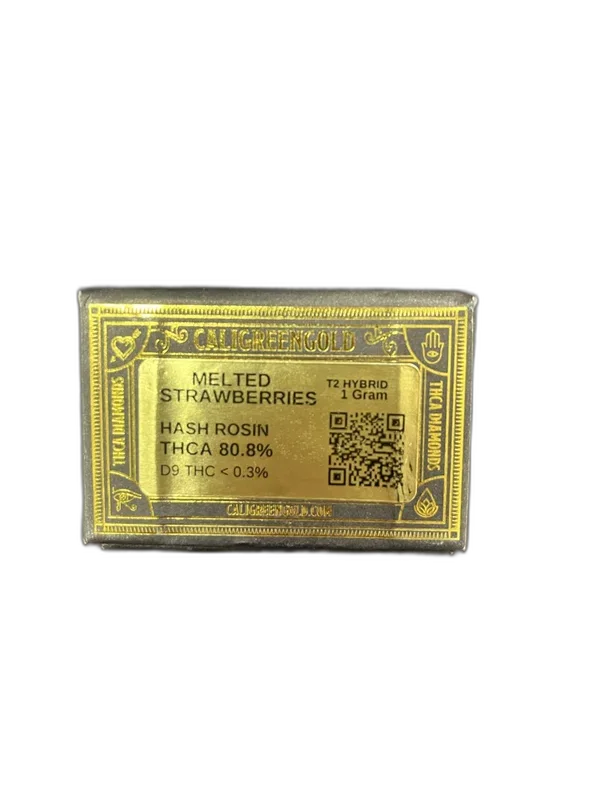 CALIGREENGOLD
MELTED
STRAWBERRIES
T2 HYBRID
1 Gram
HASH ROSIN
THCA 80.8%
D9 THC < 0.3%
THCA DIAMONDS
THCA DIAMONDS
CALIGREENGOLD.COM